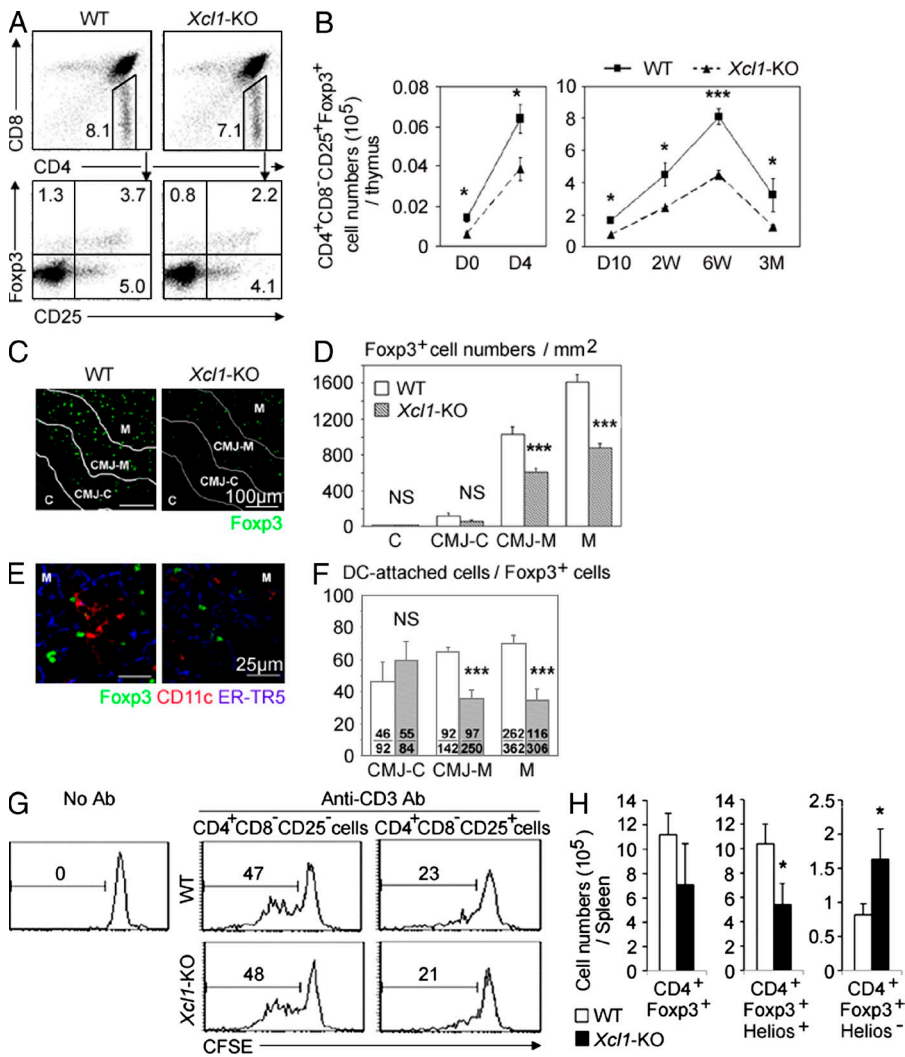 A
WT
Xcl1-KO
CD8
8.1
7.1
CD4
1.3
3.7
0.8
2.2
5.0
4.1
Foxp3
CD25
B
CD4+CD8-CD25+Foxp3+
cell numbers (10^5)
/ thymus
WT
Xcl1-KO
0.08
0.06
0.04
0.02
0
*
*
D0
D4
10
8
6
4
2
0
*
*
***
*
D10
2W
6W
3M
C
WT
Xcl1-KO
M
CMJ-M
CMJ-C
C
M
CMJ-M
CMJ-C
C
100μm
Foxp3
D
Foxp3+ cell numbers / mm2
WT
Xcl1-KO
1600
1200
800
400
0
NS
NS
***
***
C
CMJ-C
CMJ-M
M
E
M
M
25μm
Foxp3 CD11c ER-TR5
F
DC-attached cells / Foxp3+ cells
100
80
60
40
20
0
NS
***
***
46
92
55
84
92
142
97
250
262
362
116
306
CMJ-C
CMJ-M
M
G
No Ab
Anti-CD3 Ab
CD4+CD8-CD25-cells
CD4+CD8-CD25+cells
0
WT
47
23
Xcl1-KO
48
21
CFSE
H
Cell numbers (10^5)
/ Spleen
14
12
10
8
6
4
2
0
CD4+
Foxp3+
14
12
10
8
6
4
2
0
*
CD4+
Foxp3+
Helios+
2.5
2
1.5
1
0.5
0
*
CD4+
Foxp3+
Helios-
WT
Xcl1-KO